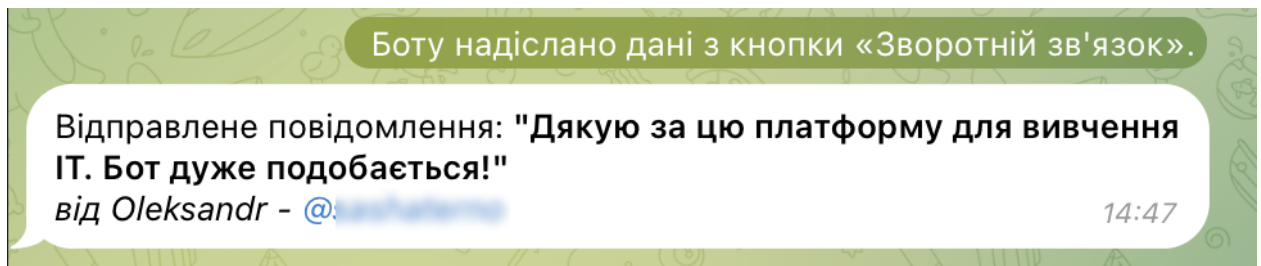 Боту надіслано дані з кнопки «Зворотній зв'язок».
Відправлене повідомлення: "Дякую за цю платформу для вивчення
ІТ. Бот дуже подобається!"
від Oleksandr - @
14:47